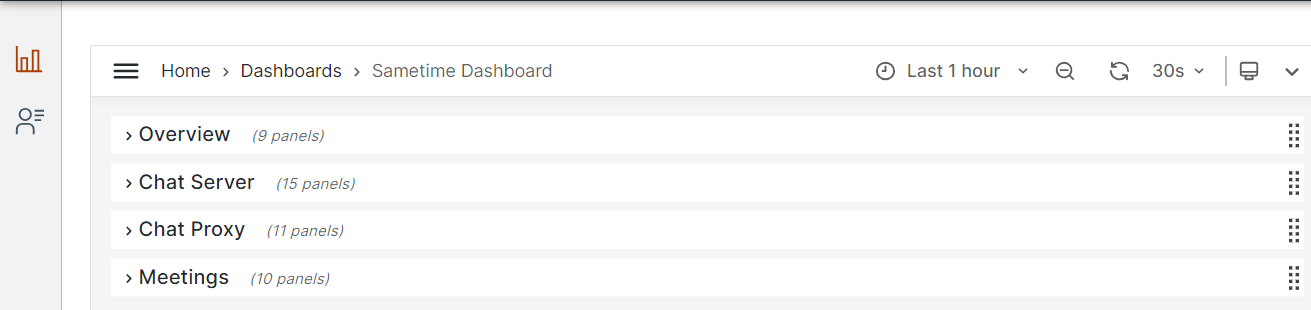 Home › Dashboards › Sametime Dashboard Last 1 hour 30s
Overview (9 panels)
Chat Server (15 panels)
Chat Proxy (11 panels)
Meetings (10 panels)